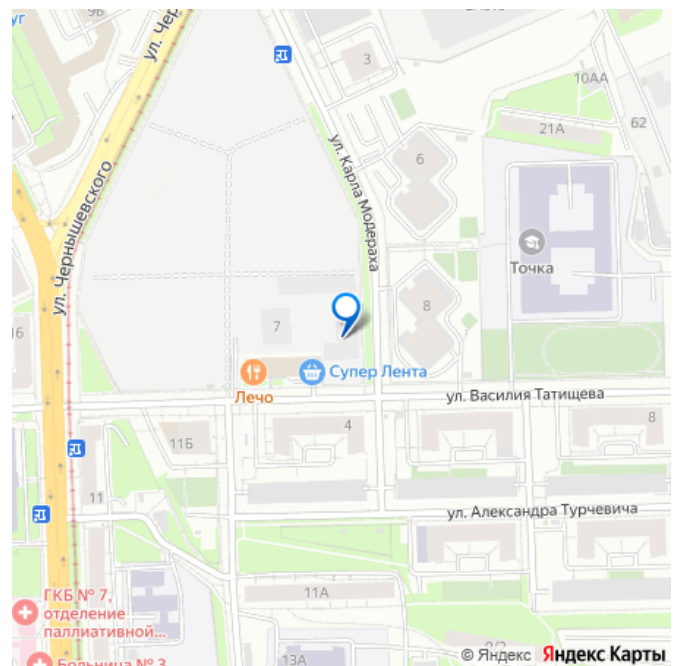 уг
9Б
ул. Чер
3
10АА
62
21А
ул. Карла Модераха
6
ул. Чернышевского
Точка
8
16
7
Лечо
Супер Лента
ул. Василия Татищева
11Б
4
8
11
ул. Александра Турчевича
11А
ГКБ № 7,
отделение
паллиативной...
13А
Больница № 3
© Яндекс Яндекс Карты